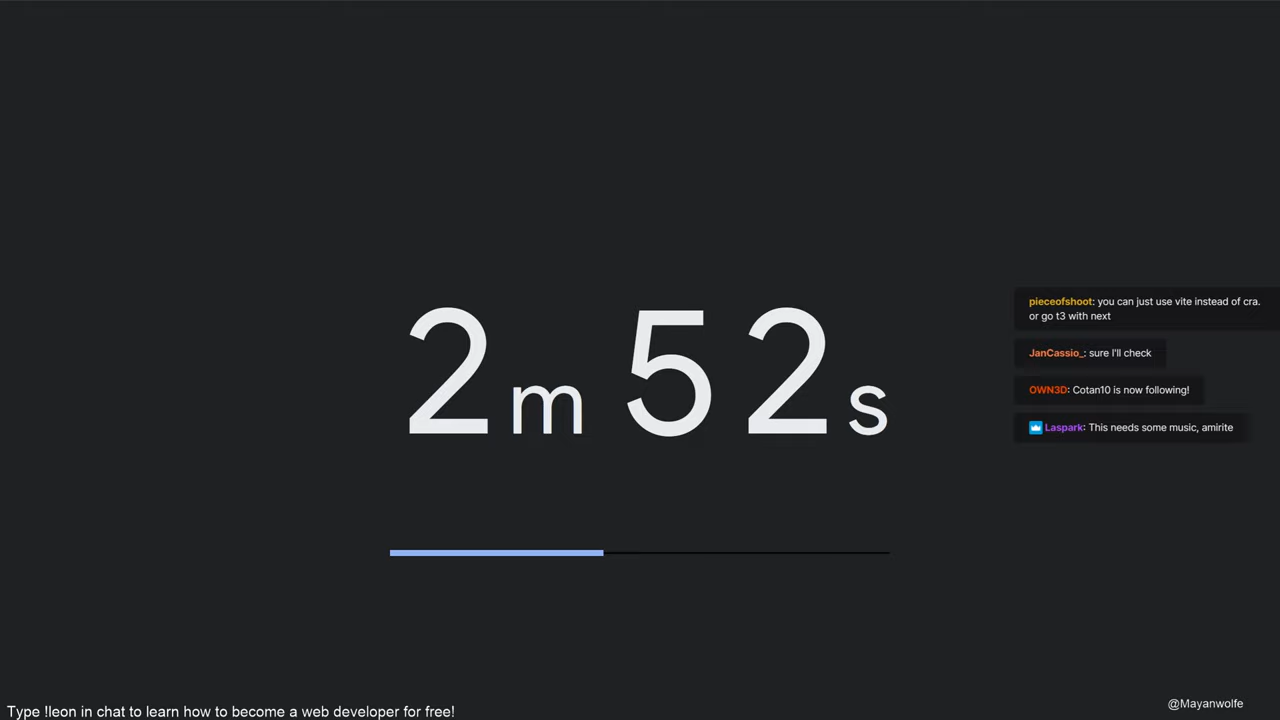 2m 52s
pieceofshoot: you can just use vite instead of cra.
or go t3 with next
JanCassio_: sure I'll check
OWN3D: Cotan10 is now following!
Laspark: This needs some music, amirite
Type !leon in chat to learn how to become a web developer for free!
@Mayanwolfe